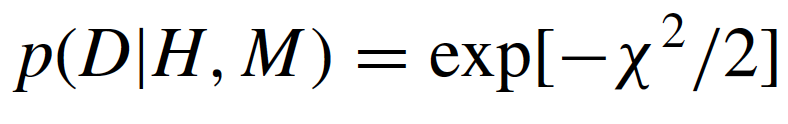 p(D|H, M) = exp[−χ²/2]